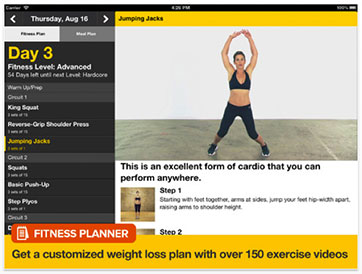 Carrier
4:26 PM
Thursday, Aug 16
Jumping Jacks
Fitness Plan
Meal Plan
Day 3
Fitness Level: Advanced
54 Days left until next Level: Hardcore
Warm Up/Prep
Circuit 1
King Squat
3 sets of 15
Reverse-Grip Shoulder Press
3 sets of 15
Jumping Jacks
3 sets of 1
Circuit 2
Squats
3 sets of 15
Basic Push-Up
3 sets of 15
Step Plyos
3 sets of 1
Circuit 3
This is an excellent form of cardio that you can
perform anywhere.
Step 1
Starting with feet together, arms at sides, jump your feet hip-width apart,
raising arms to shoulder height.
Step 2
FITNESS PLANNER
Get a customized weight loss plan with over 150 exercise videos